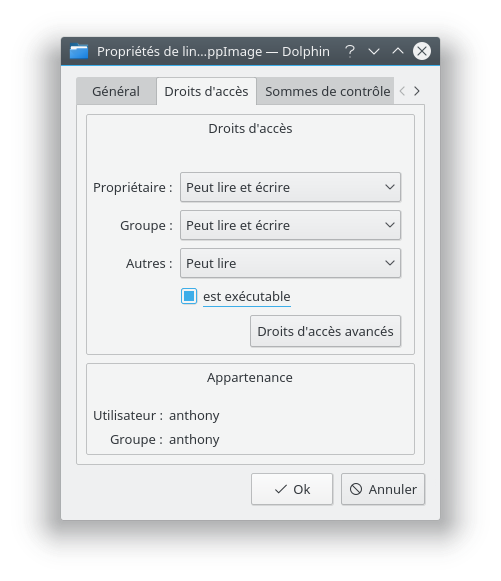 Propriétés de lin...ppImage — Dolphin
Général Droits d'accès Sommes de contrôle
Droits d'accès
Propriétaire : Peut lire et écrire
Groupe : Peut lire et écrire
Autres : Peut lire
est exécutable
Droits d'accès avancés
Appartenance
Utilisateur : anthony
Groupe : anthony
Ok Annuler